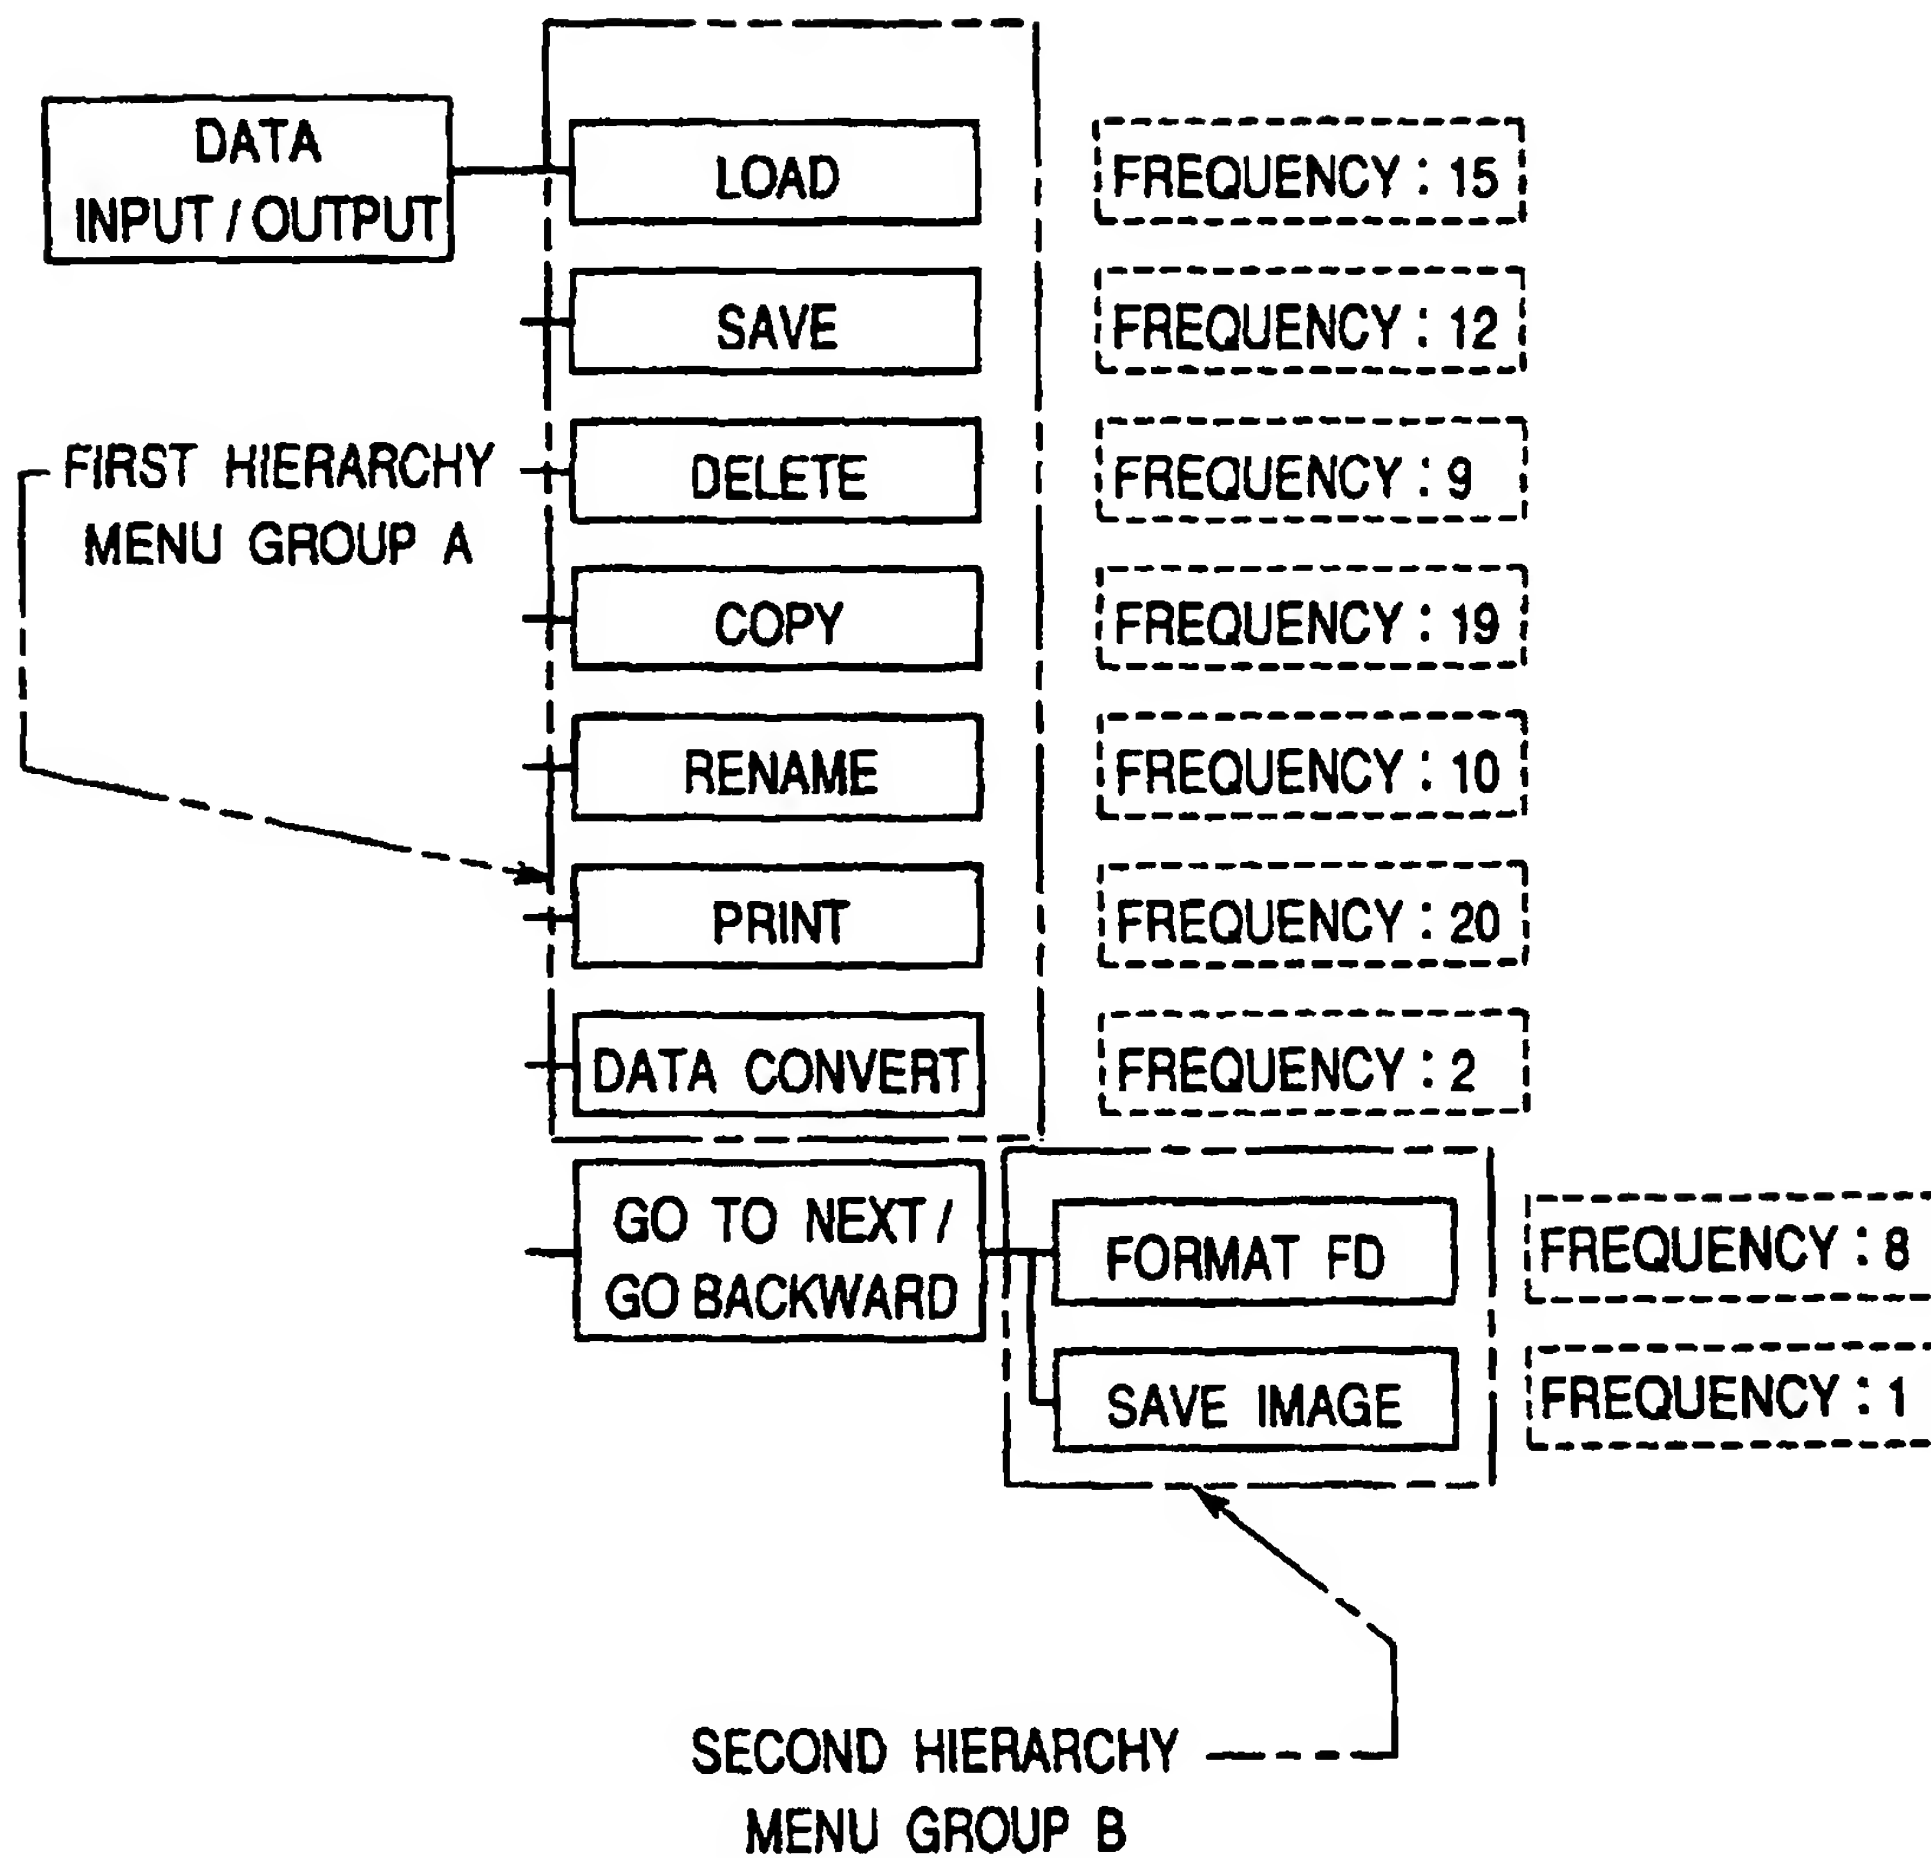 DATA
INPUT / OUTPUT
LOAD
FREQUENCY : 15
SAVE
FREQUENCY : 12
FIRST HIERARCHY
MENU GROUP A
DELETE
FREQUENCY : 9
COPY
FREQUENCY : 19
RENAME
FREQUENCY : 10
PRINT
FREQUENCY : 20
DATA CONVERT
FREQUENCY : 2
GO TO NEXT /
GO BACKWARD
FORMAT FD
FREQUENCY : 8
SAVE IMAGE
FREQUENCY : 1
SECOND HIERARCHY
MENU GROUP B